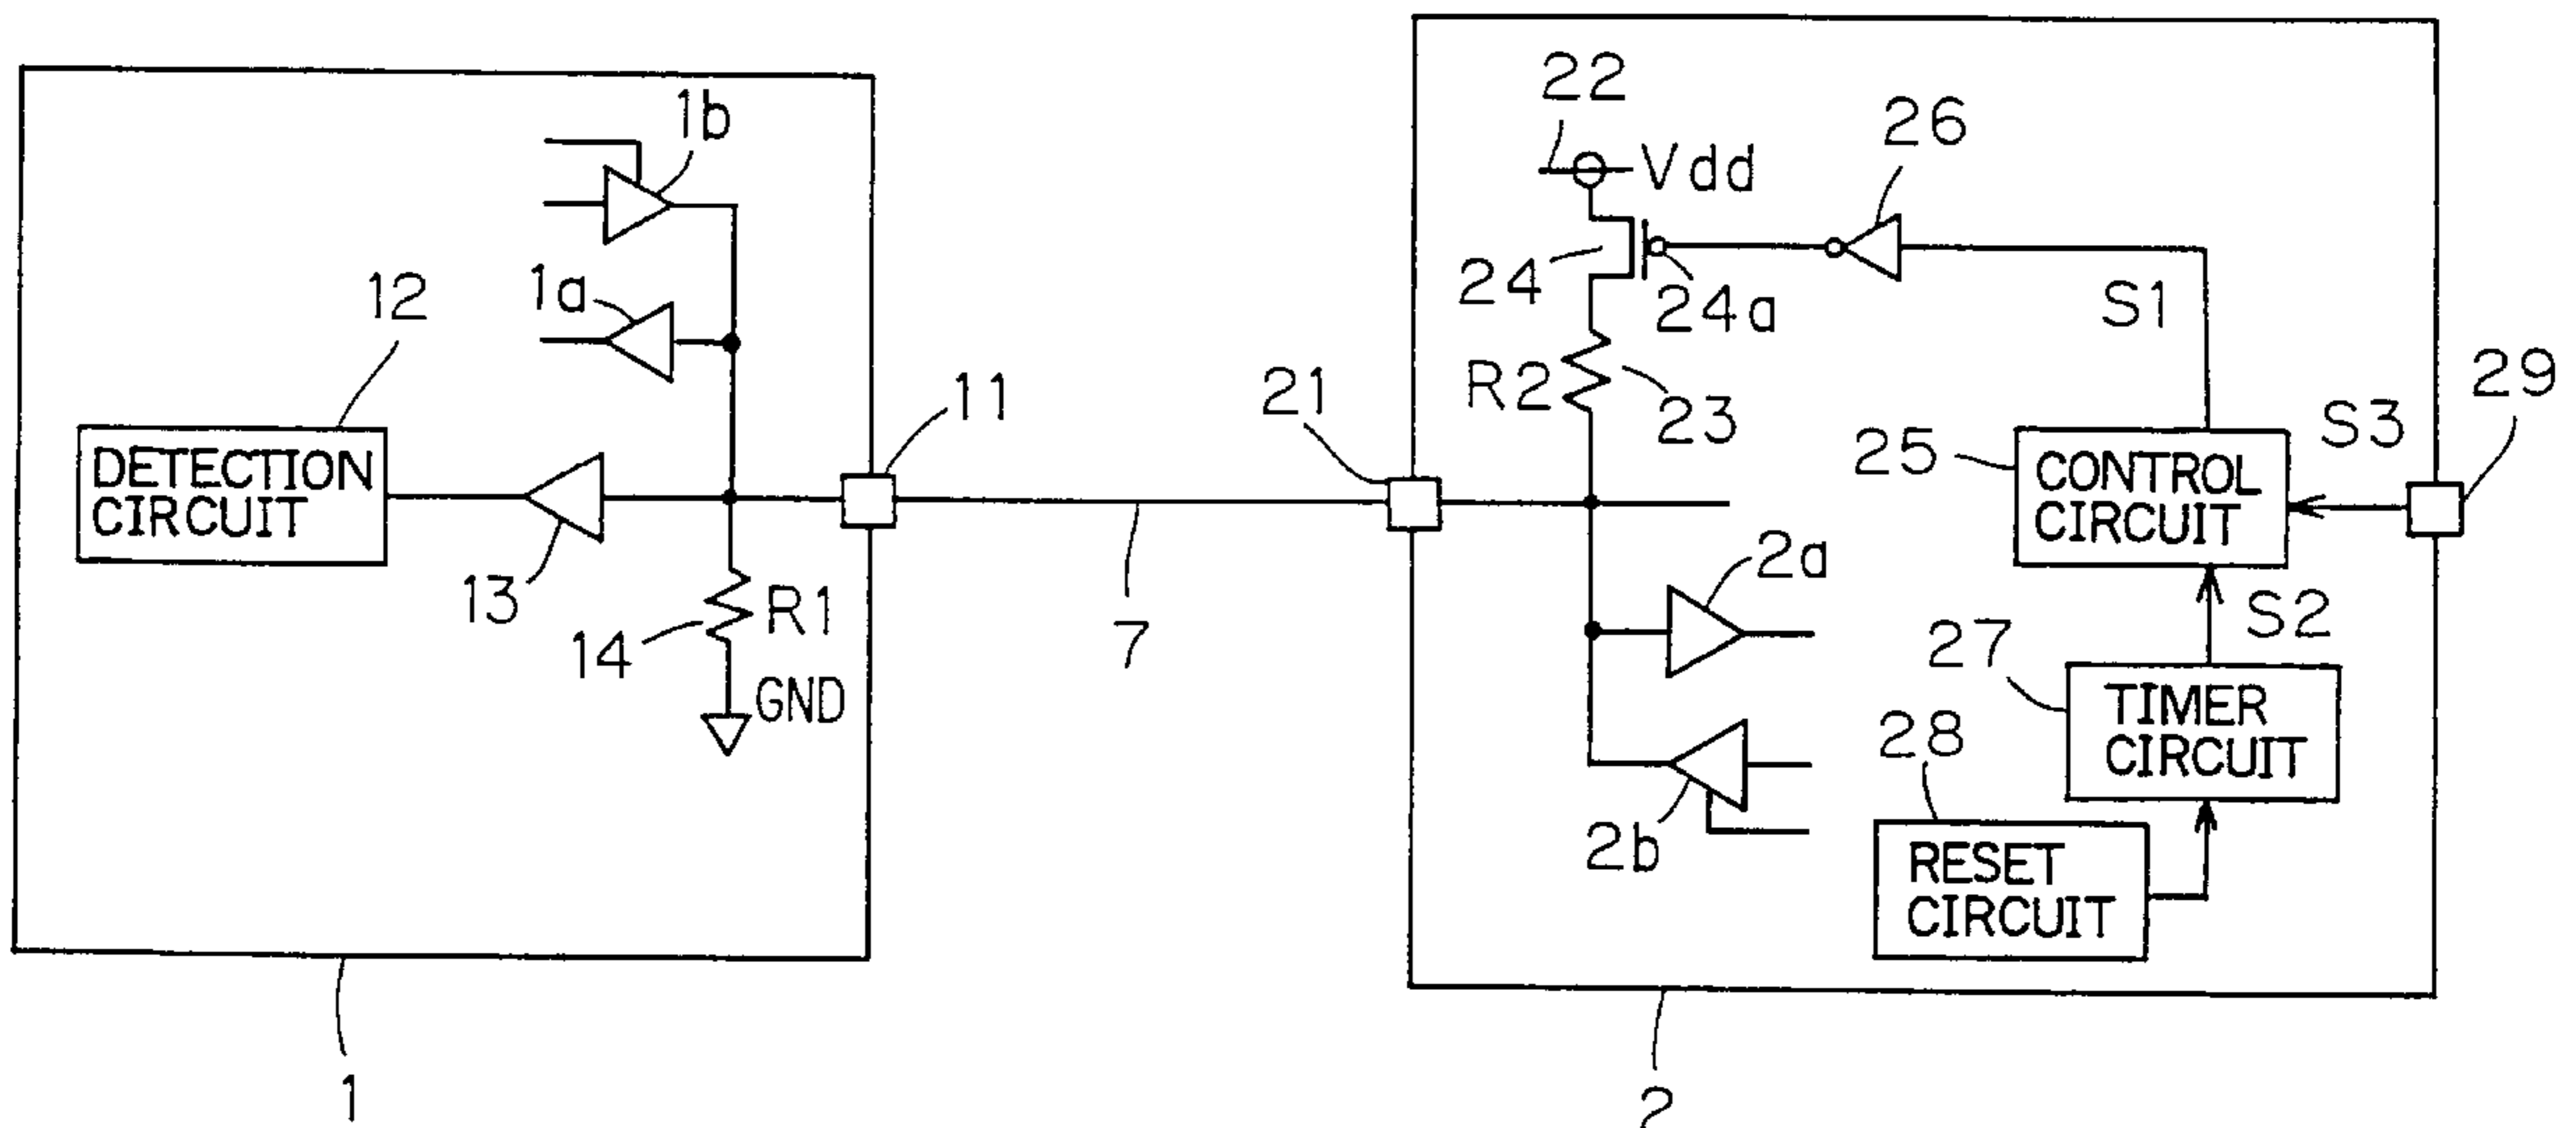 22
1b
26
Vdd
12
1a
24
24a
S1
11
21
R2
23
29
S3
DETECTION
CIRCUIT
25
CONTROL
CIRCUIT
13
2a
R1
14
7
S2
27
GND
TIMER
CIRCUIT
28
2b
RESET
CIRCUIT
1
2